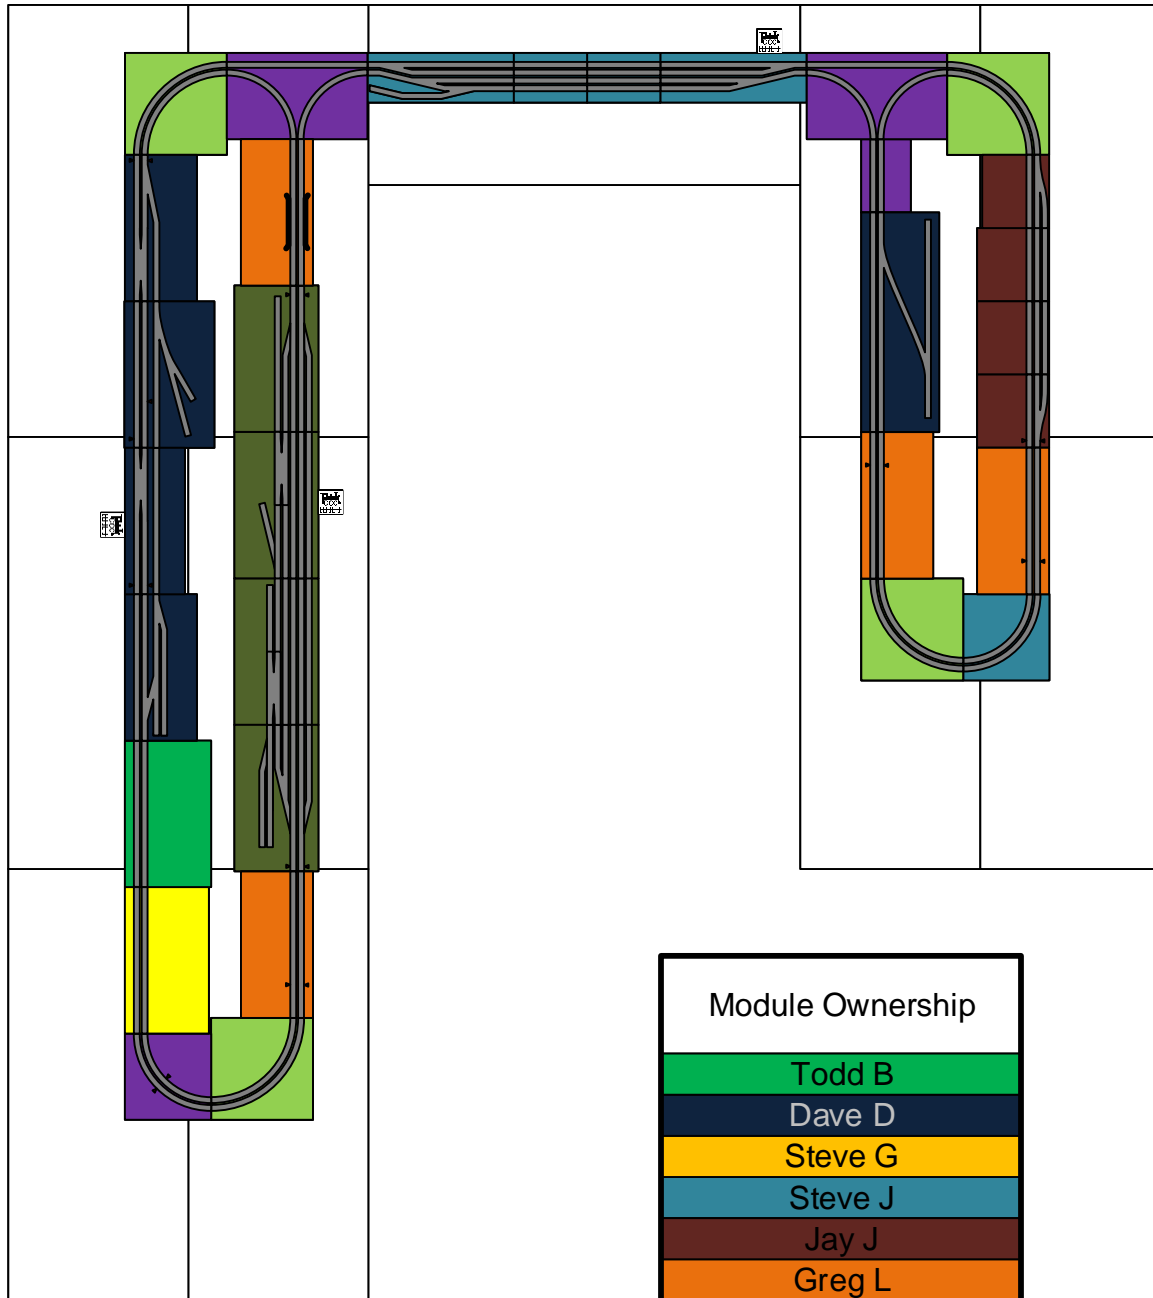 Module Ownership
Todd B
Dave D
Steve G
Steve J
Jay J
Greg L